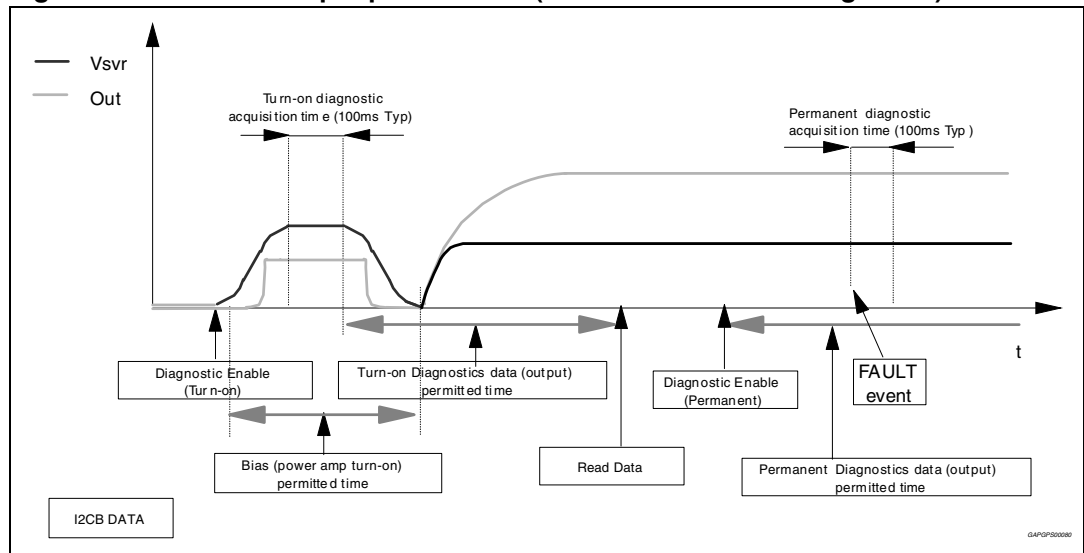 Vsvr
Out
Turn-on diagnostic
acquisition time (100ms Typ)
Permanent diagnostic
acquisition time (100ms Typ)
t
Diagnostic Enable
(Turn-on)
Turn-on Diagnostics data (output)
permitted time
Diagnostic Enable
(Permanent)
FAULT
event
Bias (power amp turn-on)
permitted time
Read Data
Permanent Diagnostics data (output)
permitted time
I2CB DATA
GAPGPS00080